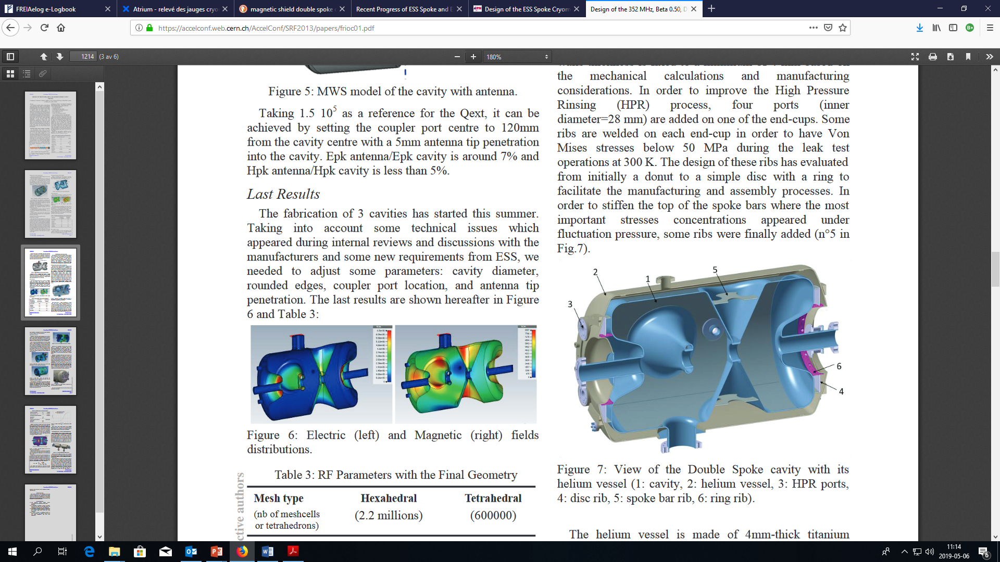 FREIAelog e-Logbook
Atrium - relevé des jauges cryo
magnetic shield double spoke
Recent Progress of ESS Spoke and E
Design of the ESS Spoke Cryom
Design of the 352 MHz, Beta 0.50, D
https://accelconf.web.cern.ch/AccelConf/SRF2013/papers/frioc01.pdf
1214 (3 av 6)
180%
Figure 5: MWS model of the cavity with antenna.
Taking 1.5 10⁵ as a reference for the Qext, it can be
achieved by setting the coupler port centre to 120mm
from the cavity centre with a 5mm antenna tip penetration
into the cavity. Epk antenna/Epk cavity is around 7% and
Hpk antenna/Hpk cavity is less than 5%.
Last Results
The fabrication of 3 cavities has started this summer.
Taking into account some technical issues which
appeared during internal reviews and discussions with the
manufacturers and some new requirements from ESS, we
needed to adjust some parameters: cavity diameter,
rounded edges, coupler port location, and antenna tip
penetration. The last results are shown hereafter in Figure
6 and Table 3:
Figure 6: Electric (left) and Magnetic (right) fields
distributions.
Table 3: RF Parameters with the Final Geometry
Mesh type Hexahedral Tetrahedral
(nb of meshcells
or tetrahedrons) (2.2 millions) (600000)
ctive authors
the mechanical calculations and manufacturing
considerations. In order to improve the High Pressure
Rinsing (HPR) process, four ports (inner
diameter=28 mm) are added on one of the end-cups. Some
ribs are welded on each end-cup in order to have Von
Mises stresses below 50 MPa during the leak test
operations at 300 K. The design of these ribs has evaluated
from initially a donut to a simple disc with a ring to
facilitate the manufacturing and assembly processes. In
order to stiffen the top of the spoke bars where the most
important stresses concentrations appeared under
fluctuation pressure, some ribs were finally added (n°5 in
Fig.7).
2
1
5
3
6
4
Figure 7: View of the Double Spoke cavity with its
helium vessel (1: cavity, 2: helium vessel, 3: HPR ports,
4: disc rib, 5: spoke bar rib, 6: ring rib).
The helium vessel is made of 4mm-thick titanium
11:14
2019-05-06
6